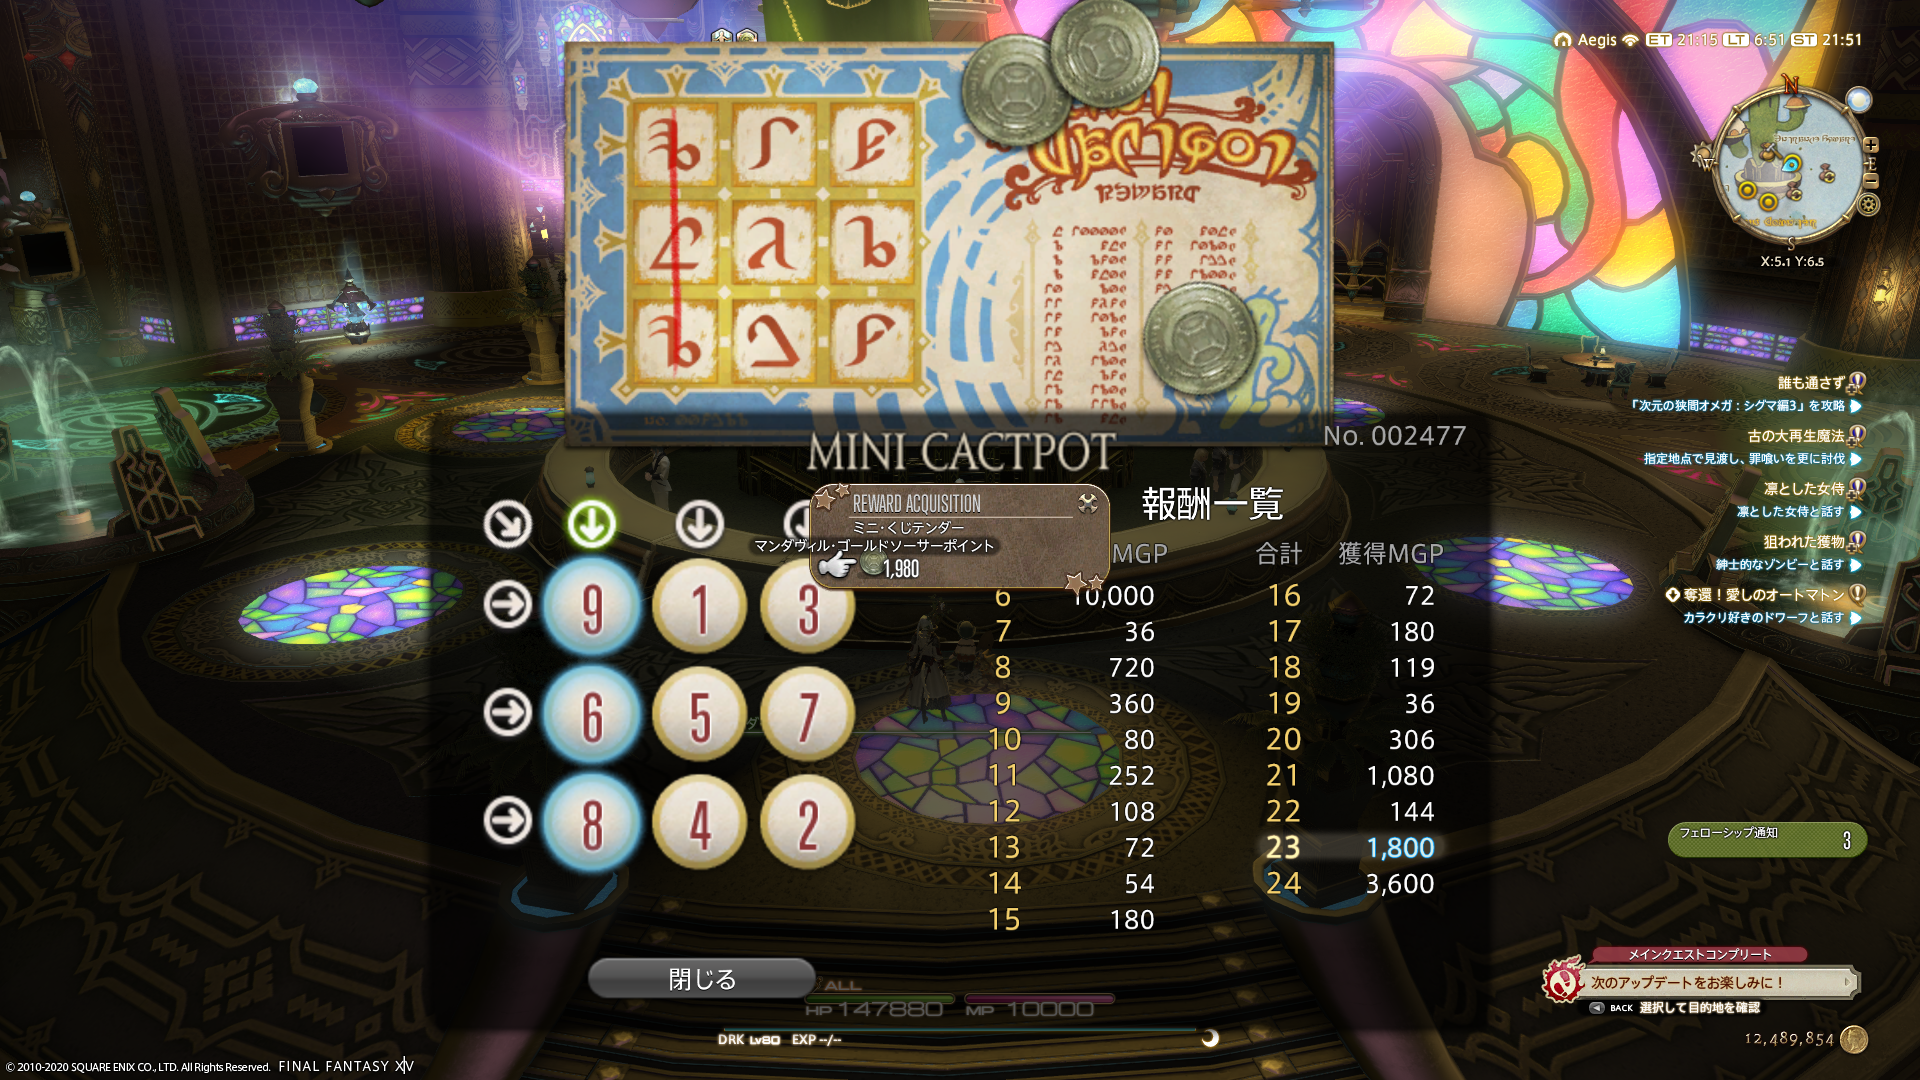 Aegis ET 21:15 LT 6:51 ST 21:51
N
W
E
S
X:5.1 Y:6.5
誰も通さず
「次元の狭間オメガ:シグマ編3」を攻略
古の大再生魔法
指定地点で見渡し、罪喰いを更に討伐
凛とした女侍
凛とした女侍と話す
狙われた獲物
紳士的なゾンビーと話す
奪還!愛しのオートマトン
カラクリ好きのドワーフと話す
No. 002477
MINI CACTPOT
REWARD ACQUISITION
ミニ・くじテンダー
マンダヴィル・ゴールドソーサーポイント
1,980
報酬一覧
MGP 合計 獲得MGP
9 1 3
6 5 7
8 4 2
6 10,000 16 72
7 36 17 180
8 720 18 119
9 360 19 36
10 80 20 306
11 252 21 1,080
12 108 22 144
13 72 23 1,800
14 54 24 3,600
15 180
閉じる
ALL
HP 147880 MP 10000
DRK Lv80 EXP --/--
フェローシップ通知 3
メインクエストコンプリート
次のアップデートをお楽しみに!
BACK 選択して目的地を確認
12,489,854
© 2010-2020 SQUARE ENIX CO., LTD. All Rights Reserved. FINAL FANTASY XIV